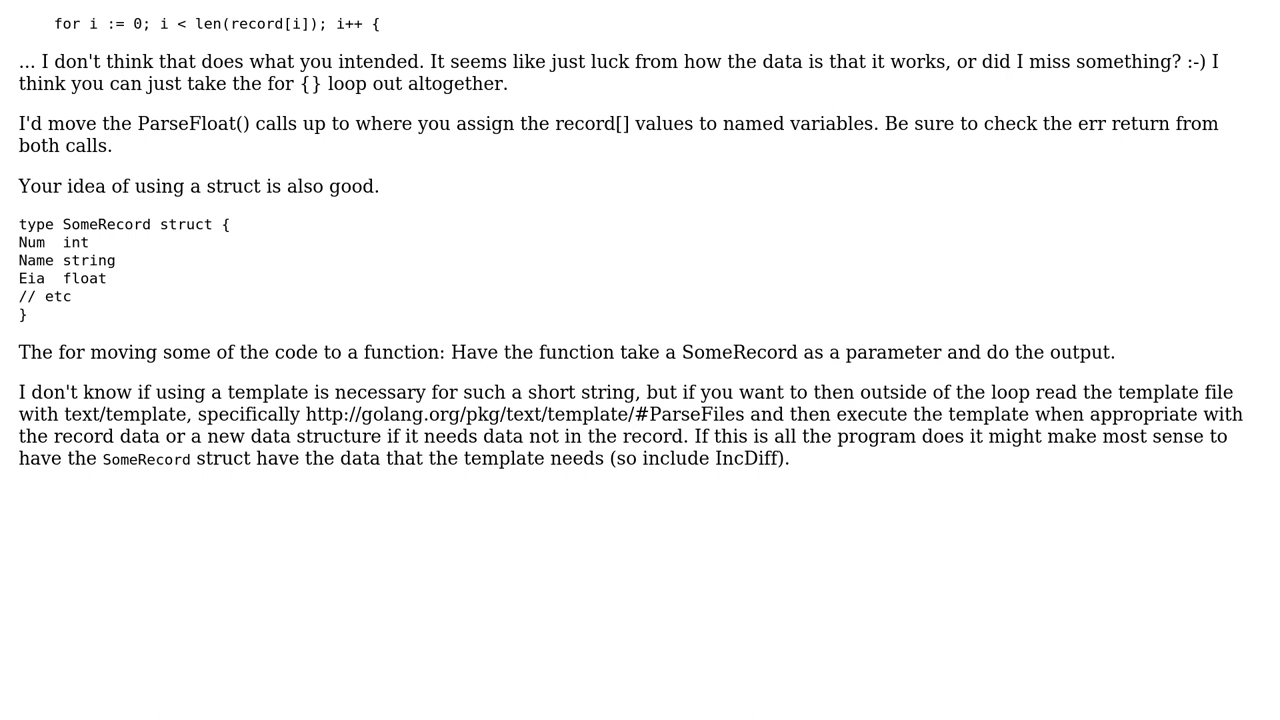 for i := 0; i < len(record[i]); i++ {
... I don't think that does what you intended. It seems like just luck from how the data is that it works, or did I miss something? :-) I
think you can just take the for {} loop out altogether.
I'd move the ParseFloat() calls up to where you assign the record[] values to named variables. Be sure to check the err return from
both calls.
Your idea of using a struct is also good.
type SomeRecord struct {
Num  int
Name string
Eia  float
// etc
}
The for moving some of the code to a function: Have the function take a SomeRecord as a parameter and do the output.
I don't know if using a template is necessary for such a short string, but if you want to then outside of the loop read the template file
with text/template, specifically http://golang.org/pkg/text/template/#ParseFiles and then execute the template when appropriate with
the record data or a new data structure if it needs data not in the record. If this is all the program does it might make most sense to
have the SomeRecord struct have the data that the template needs (so include IncDiff).